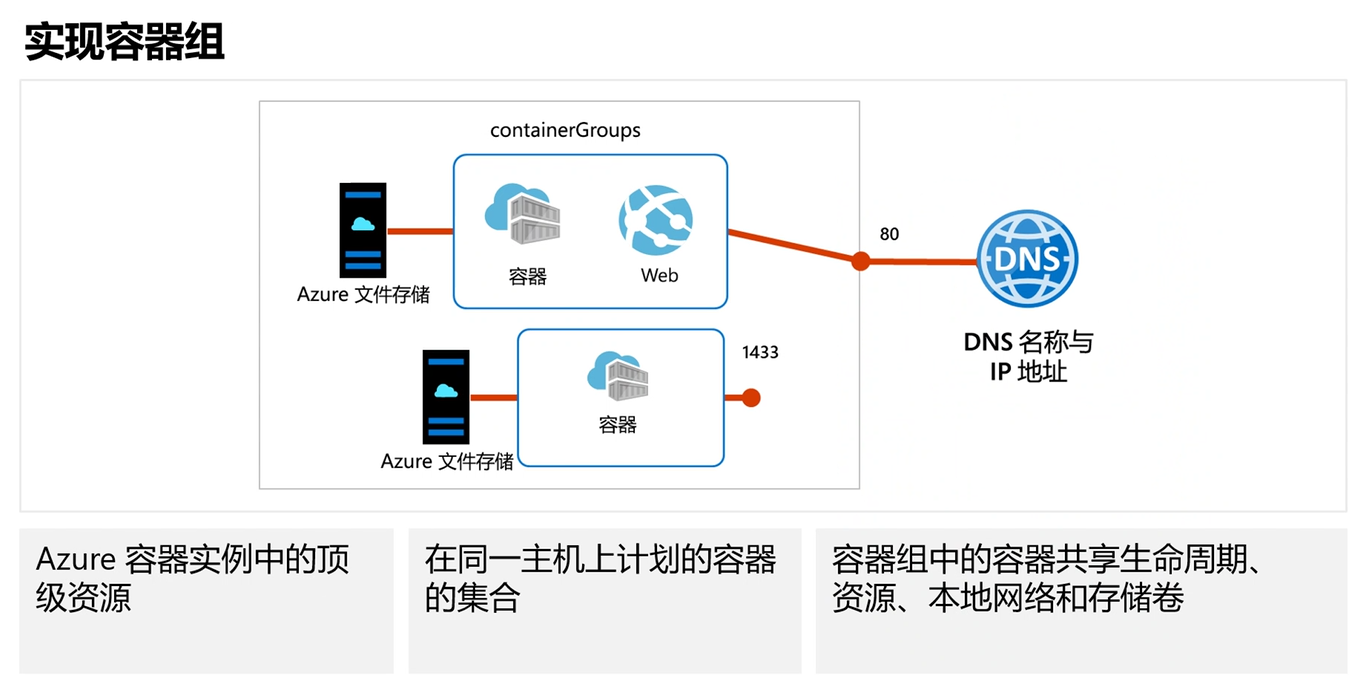 实现容器组
containerGroups
容器
Web
Azure 文件存储
80
DNS
DNS 名称与
IP 地址
1433
容器
Azure 文件存储
Azure 容器实例中的顶
级资源
在同一主机上计划的容器
的集合
容器组中的容器共享生命周期、
资源、本地网络和存储卷